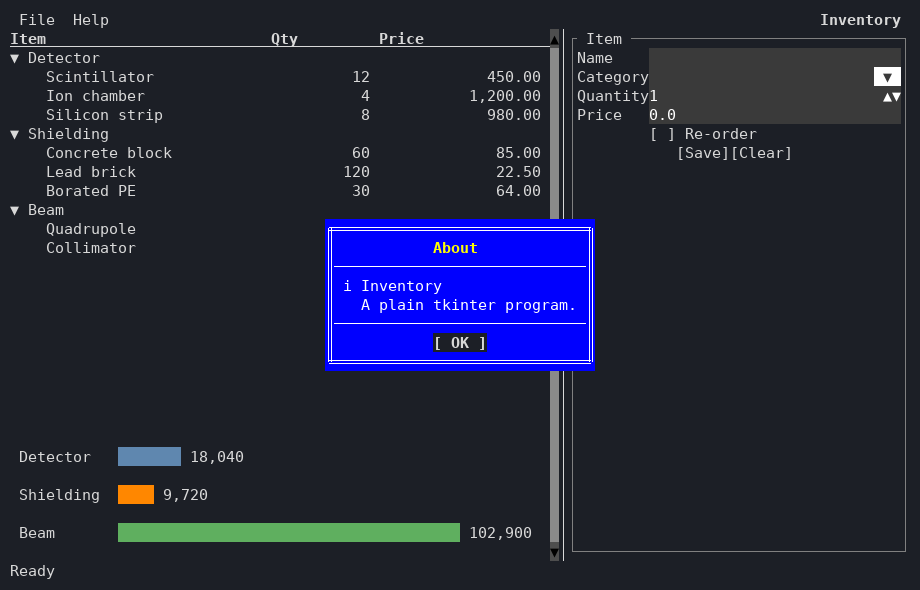 File Help Inventory
Item Qty Price
▼ Detector
Scintillator 12 450.00
Ion chamber 4 1,200.00
Silicon strip 8 980.00
▼ Shielding
Concrete block 60 85.00
Lead brick 120 22.50
Borated PE 30 64.00
▼ Beam
Quadrupole
Collimator
Item
Name
Category ▼
Quantity 1 ▲▼
Price 0.0
[ ] Re-order
[Save][Clear]
About
i Inventory
A plain tkinter program.
[ OK ]
Detector 18,040
Shielding 9,720
Beam 102,900
Ready